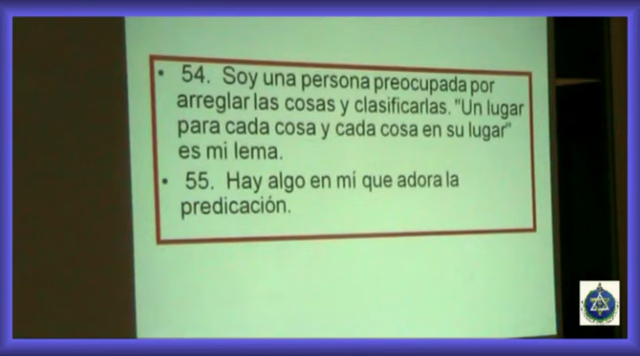 • 54. Soy una persona preocupada por
arreglar las cosas y clasificarlas. "Un lugar
para cada cosa y cada cosa en su lugar"
es mi lema.
• 55. Hay algo en mí que adora la
predicación.